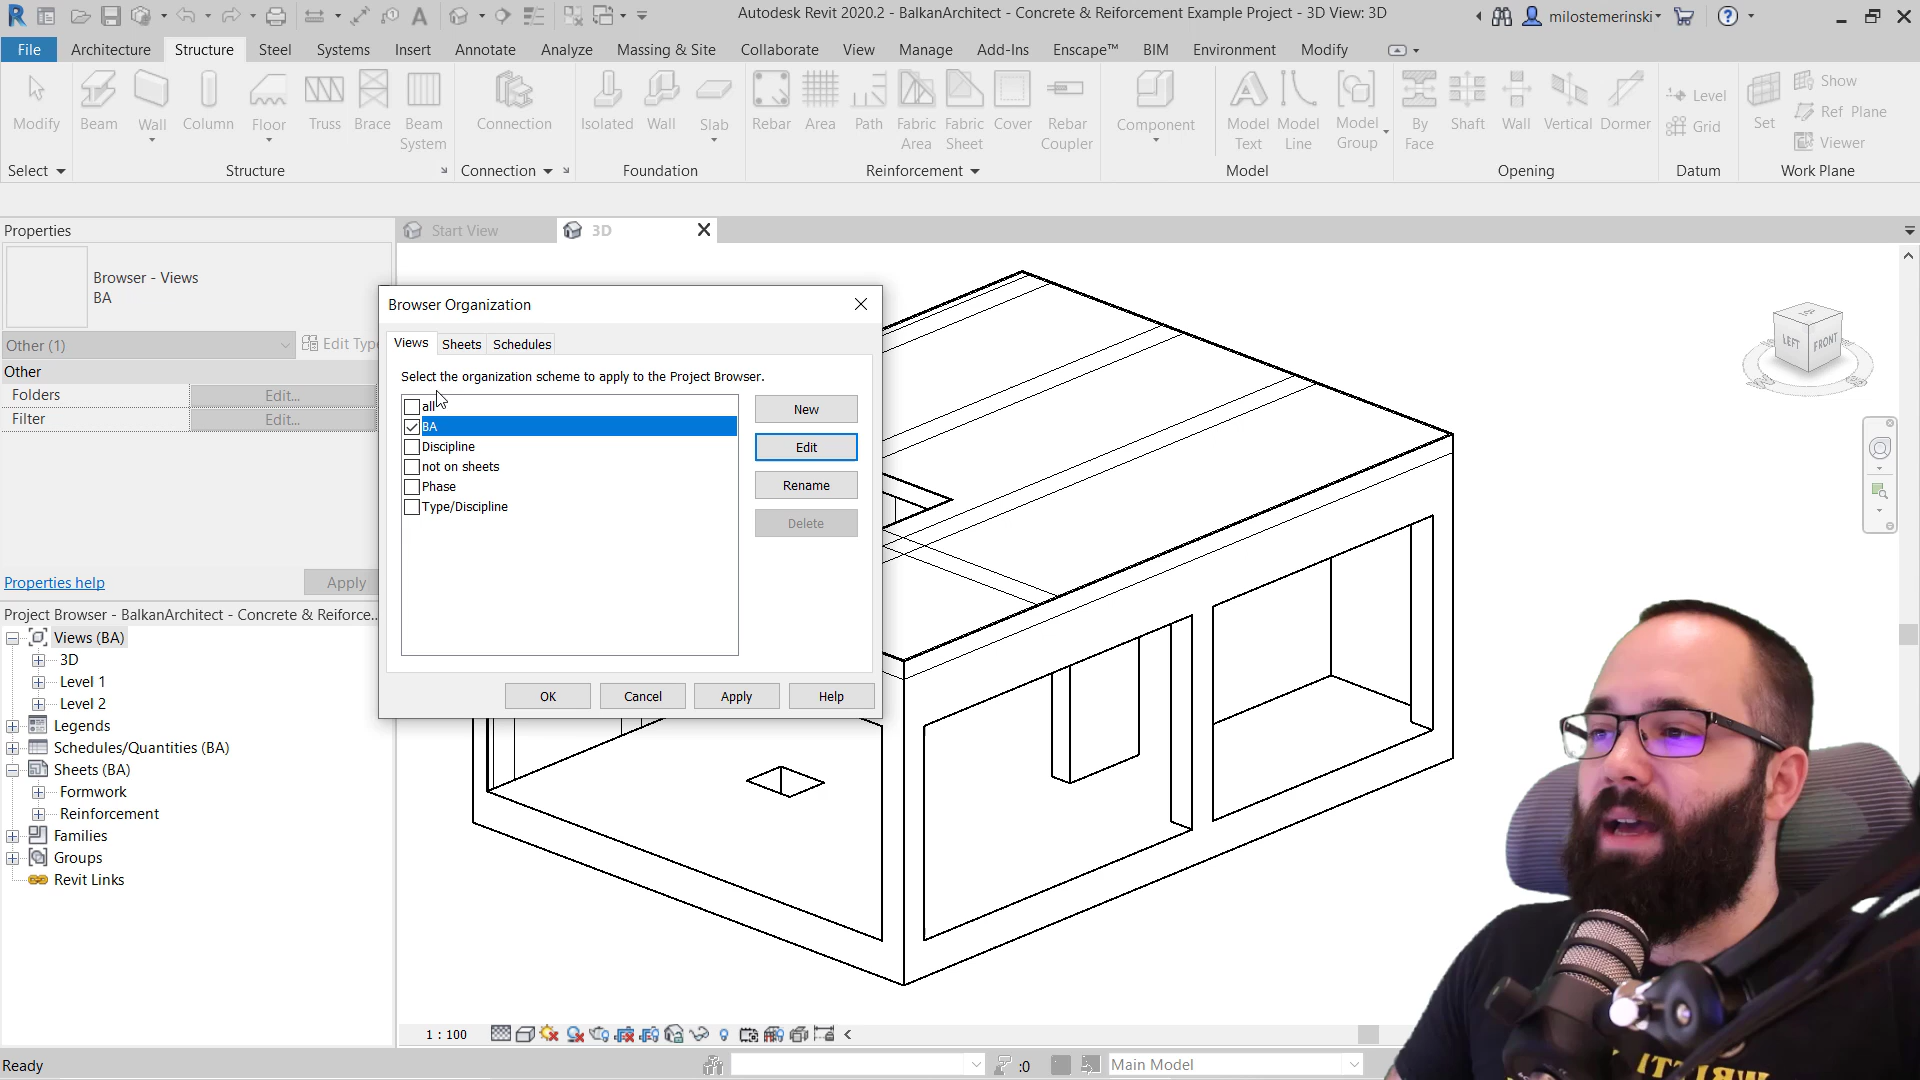 Autodesk Revit 2020.2 - BalkanArchitect - Concrete & Reiforcement Example Project - 3D View: 3D
milostemerinski
File Architecture Structure Steel Systems Insert Annotate Analyze Massing & Site Collaborate View Manage Add-Ins Enscape™ BIM Environment Modify
Modify Beam Wall Column Floor Truss Brace Beam System Connection Isolated Wall Slab Rebar Area Path Fabric Area Fabric Sheet Cover Rebar Coupler Component Model Text Model Line Model Group By Face Shaft Wall Vertical Dormer Level Grid Set Show Ref Plane Viewer
Select Structure Connection Foundation Reinforcement Model Opening Datum Work Plane
Properties
Start View 3D
Browser - Views
BA
Other (1) Edit Typ
Other
Folders Edit...
Filter Edit...
Properties help Apply
Project Browser - BalkanArchitect - Concrete & Reiforce...
Views (BA)
3D
Level 1
Level 2
Legends
Schedules/Quantities (BA)
Sheets (BA)
Formwork
Reinforcement
Families
Groups
Revit Links
Browser Organization
Views Sheets Schedules
Select the organization scheme to apply to the Project Browser.
all
BA
Discipline
not on sheets
Phase
Type/Discipline
New
Edit
Rename
Delete
OK Cancel Apply Help
TOP
LEFT FRONT
1 : 100
Ready
:0
Main Model